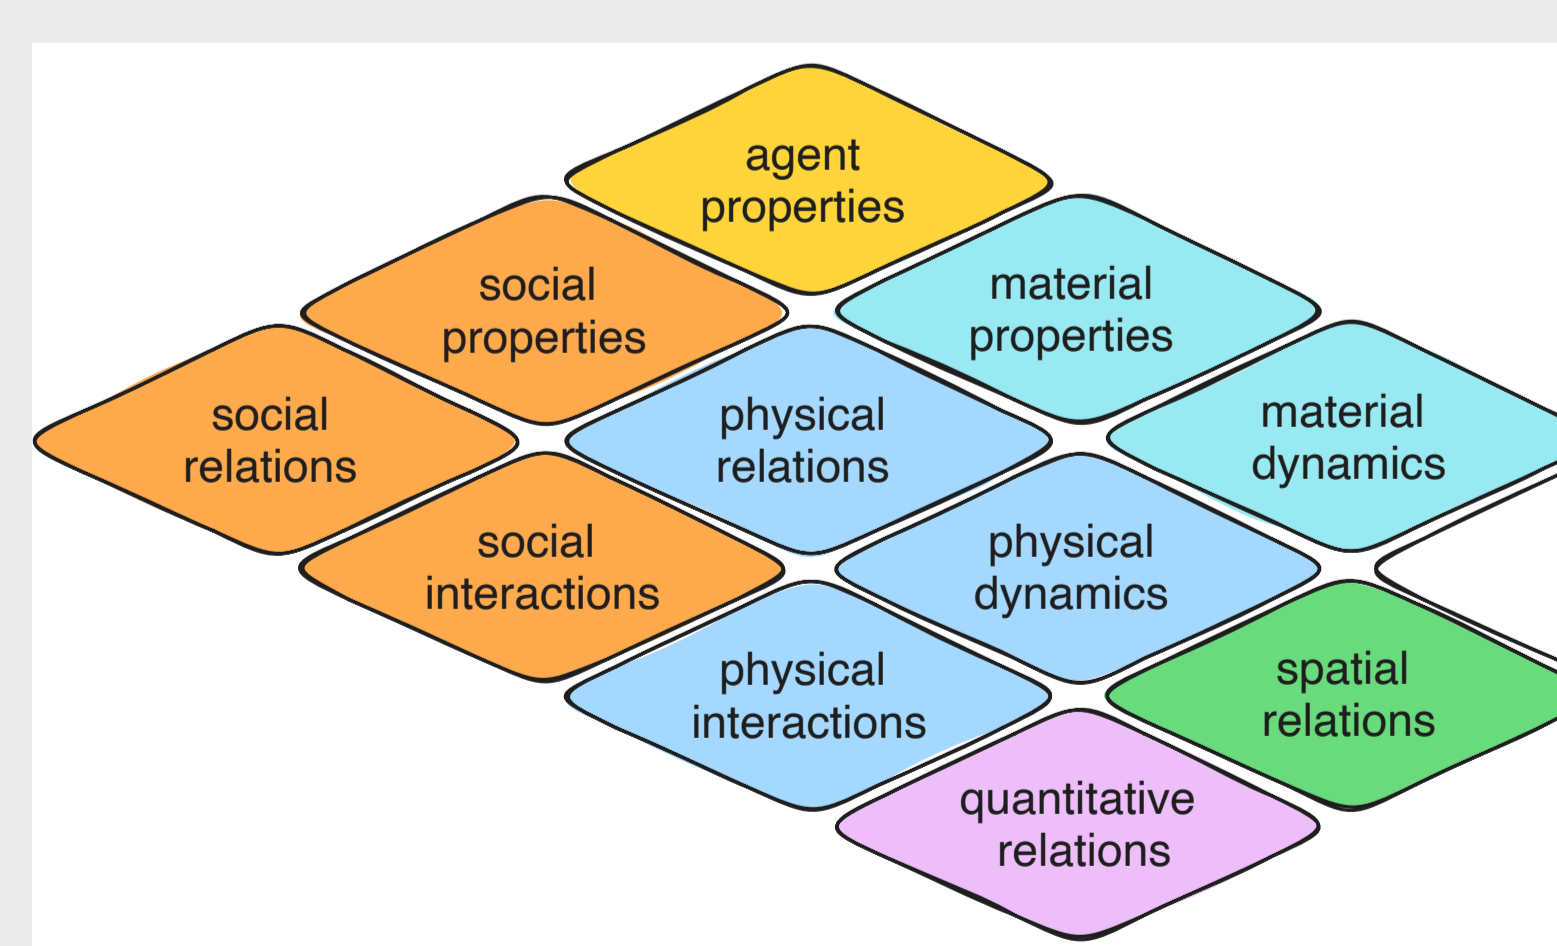 agent
properties
social
properties
material
properties
social
relations
physical
relations
material
dynamics
social
interactions
physical
dynamics
physical
interactions
spatial
relations
quantitative
relations